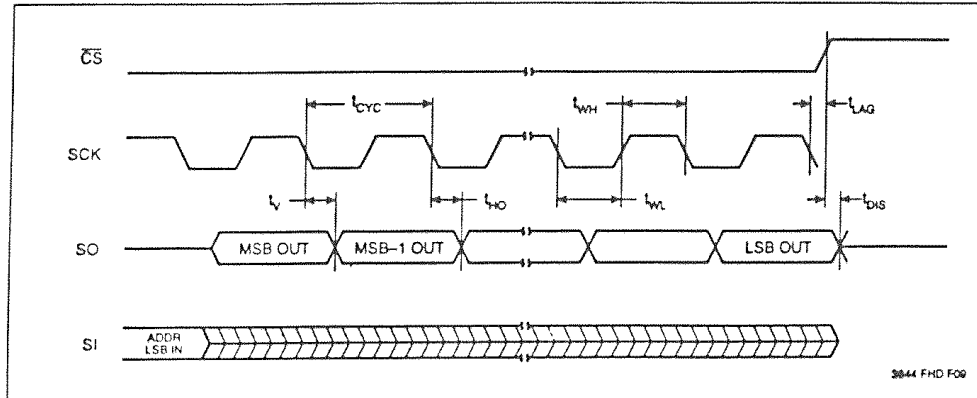 C̅S̅
tCYC
tWH
tLAG
SCK
tV
tHO
tWL
tDIS
SO
MSB OUT
MSB–1 OUT
LSB OUT
SI
ADDR
LSB IN
3844 FHD F09